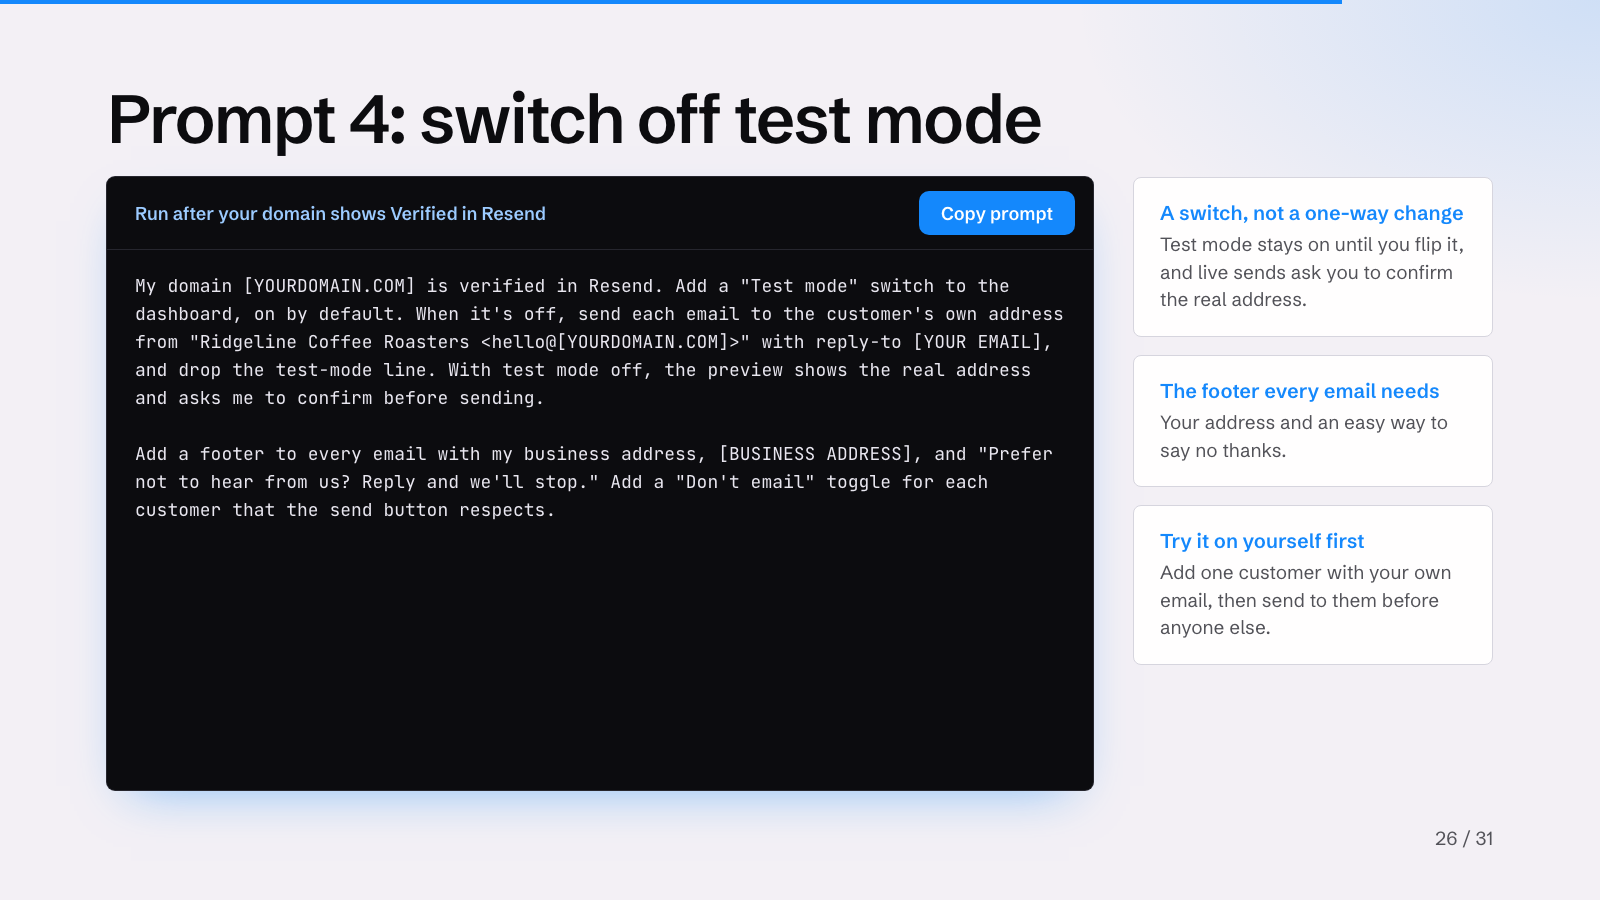 Prompt 4: switch off test mode
Run after your domain shows Verified in Resend
Copy prompt
My domain [YOURDOMAIN.COM] is verified in Resend. Add a "Test mode" switch to the
dashboard, on by default. When it's off, send each email to the customer's own address
from "Ridgeline Coffee Roasters <hello@[YOURDOMAIN.COM]>" with reply-to [YOUR EMAIL],
and drop the test-mode line. With test mode off, the preview shows the real address
and asks me to confirm before sending.
Add a footer to every email with my business address, [BUSINESS ADDRESS], and "Prefer
not to hear from us? Reply and we'll stop." Add a "Don't email" toggle for each
customer that the send button respects.
A switch, not a one-way change
Test mode stays on until you flip it,
and live sends ask you to confirm
the real address.
The footer every email needs
Your address and an easy way to
say no thanks.
Try it on yourself first
Add one customer with your own
email, then send to them before
anyone else.
26 / 31